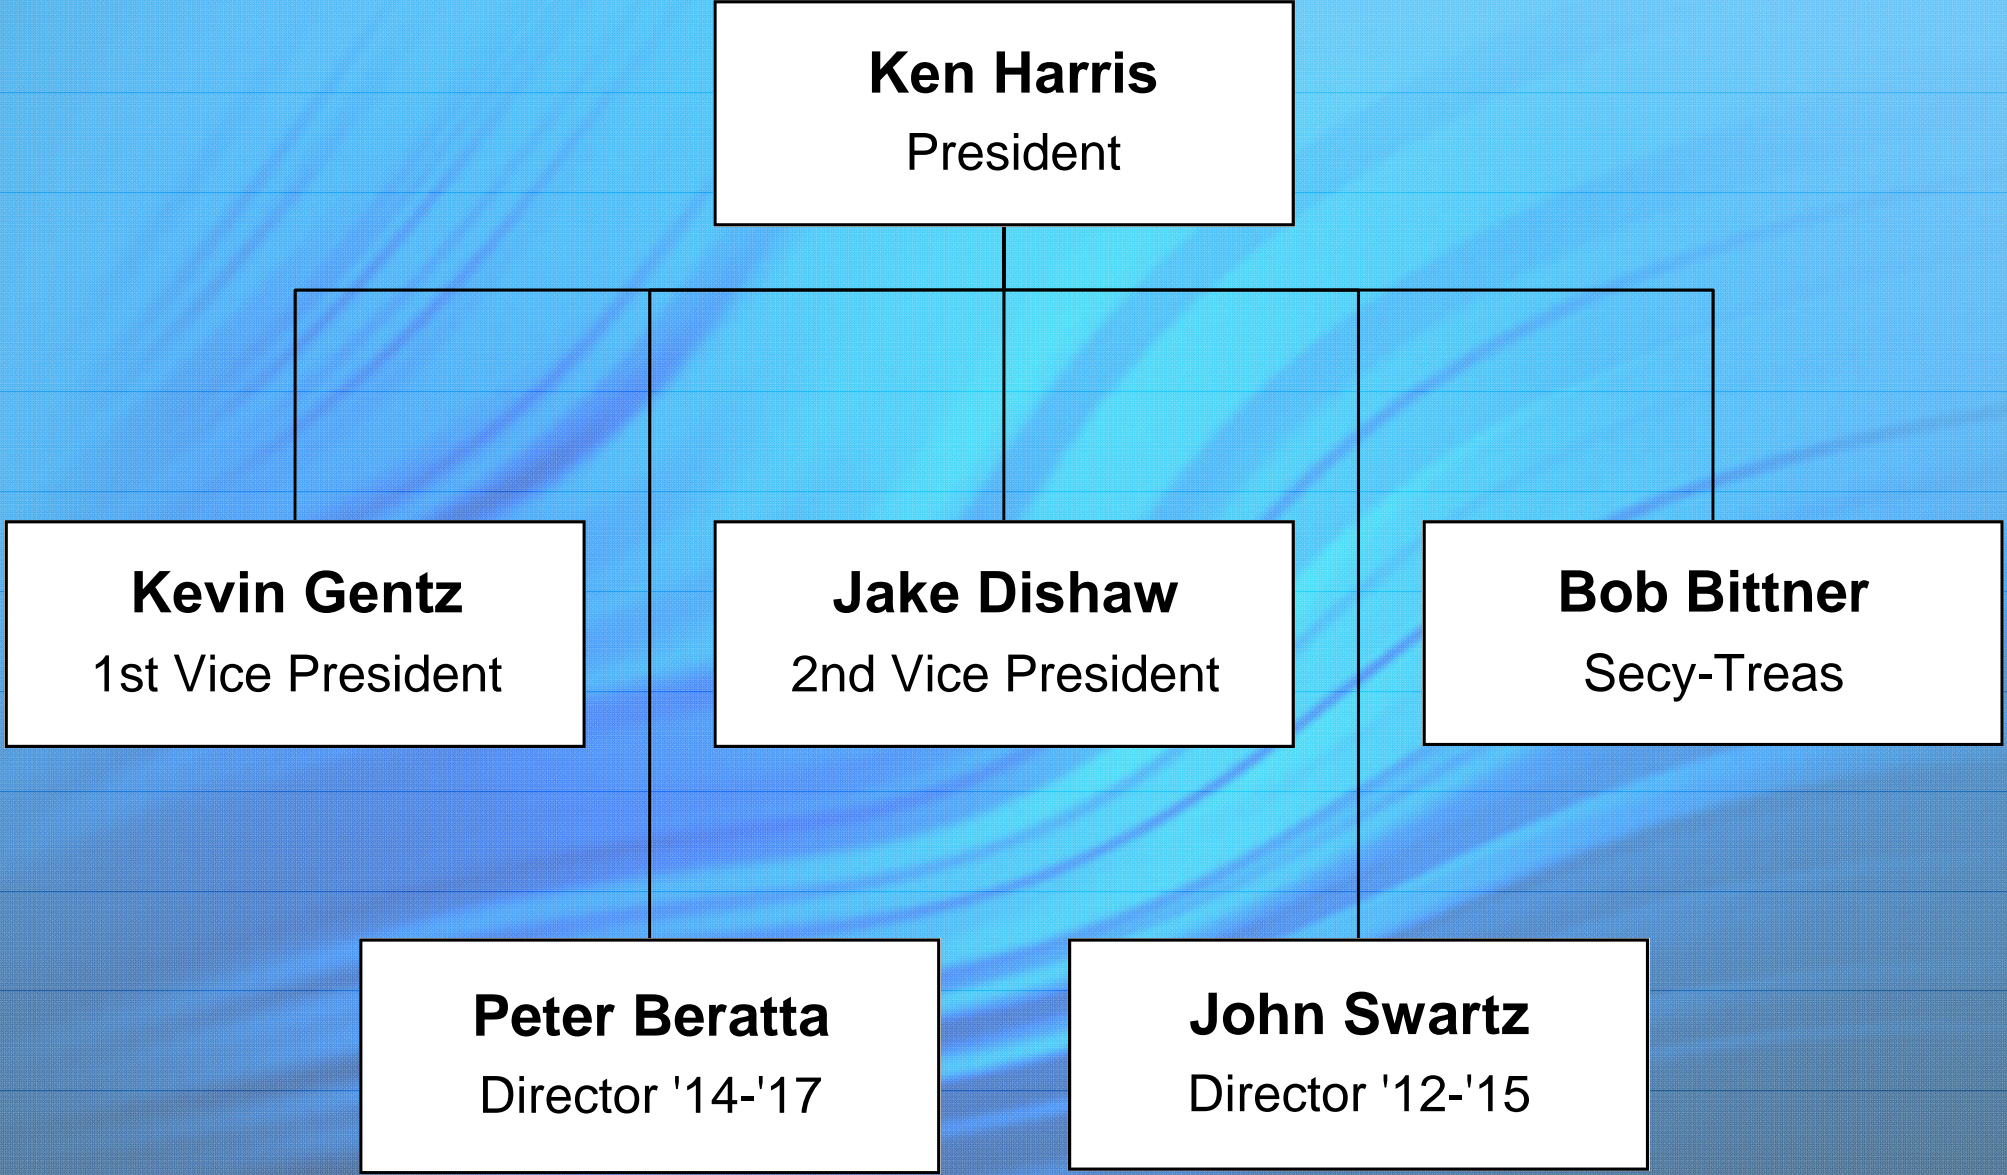 Ken Harris
President
Kevin Gentz
1st Vice President
Jake Dishaw
2nd Vice President
Bob Bittner
Secy-Treas
Peter Beratta
Director '14-'17
John Swartz
Director '12-'15